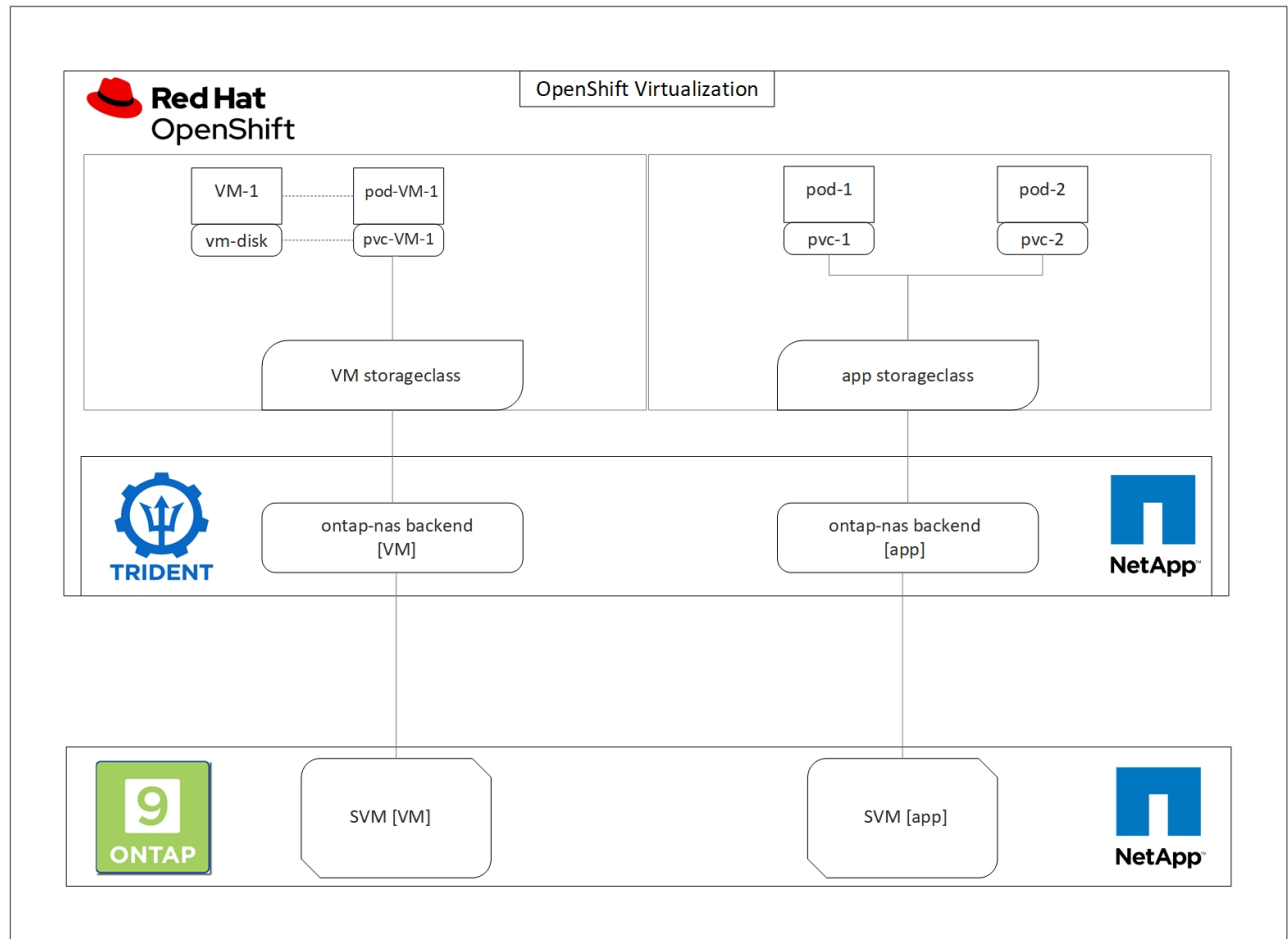 OpenShift Virtualization
Red Hat
OpenShift
VM-1
pod-VM-1
vm-disk
pvc-VM-1
pod-1
pod-2
pvc-1
pvc-2
VM storageclass
app storageclass
TRIDENT
ontap-nas backend
[VM]
ontap-nas backend
[app]
NetApp™
9
ONTAP
SVM [VM]
SVM [app]
NetApp™